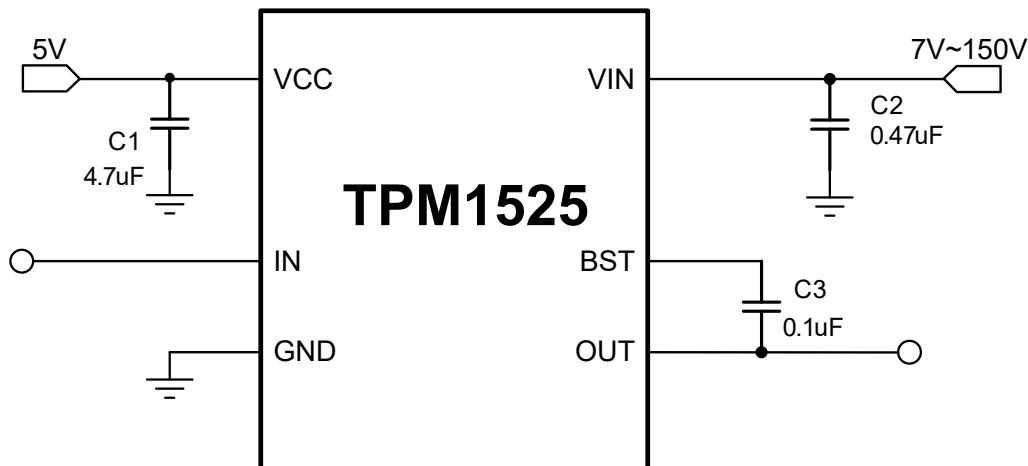 5V
7V~150V
VCC
VIN
C1
4.7uF
C2
0.47uF
TPM1525
IN
BST
C3
0.1uF
GND
OUT